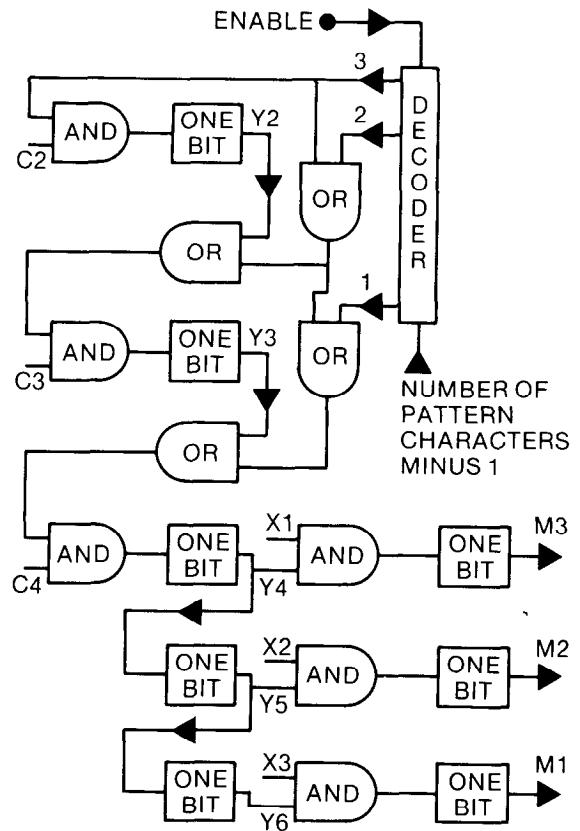 ENABLE
3
2
1
DECODER
NUMBER OF
PATTERN
CHARACTERS
MINUS 1
AND
C2
ONE
BIT
Y2
OR
OR
AND
C3
ONE
BIT
Y3
OR
OR
AND
C4
ONE
BIT
Y4
X1
AND
ONE
BIT
M3
ONE
BIT
Y5
X2
AND
ONE
BIT
M2
ONE
BIT
Y6
X3
AND
ONE
BIT
M1